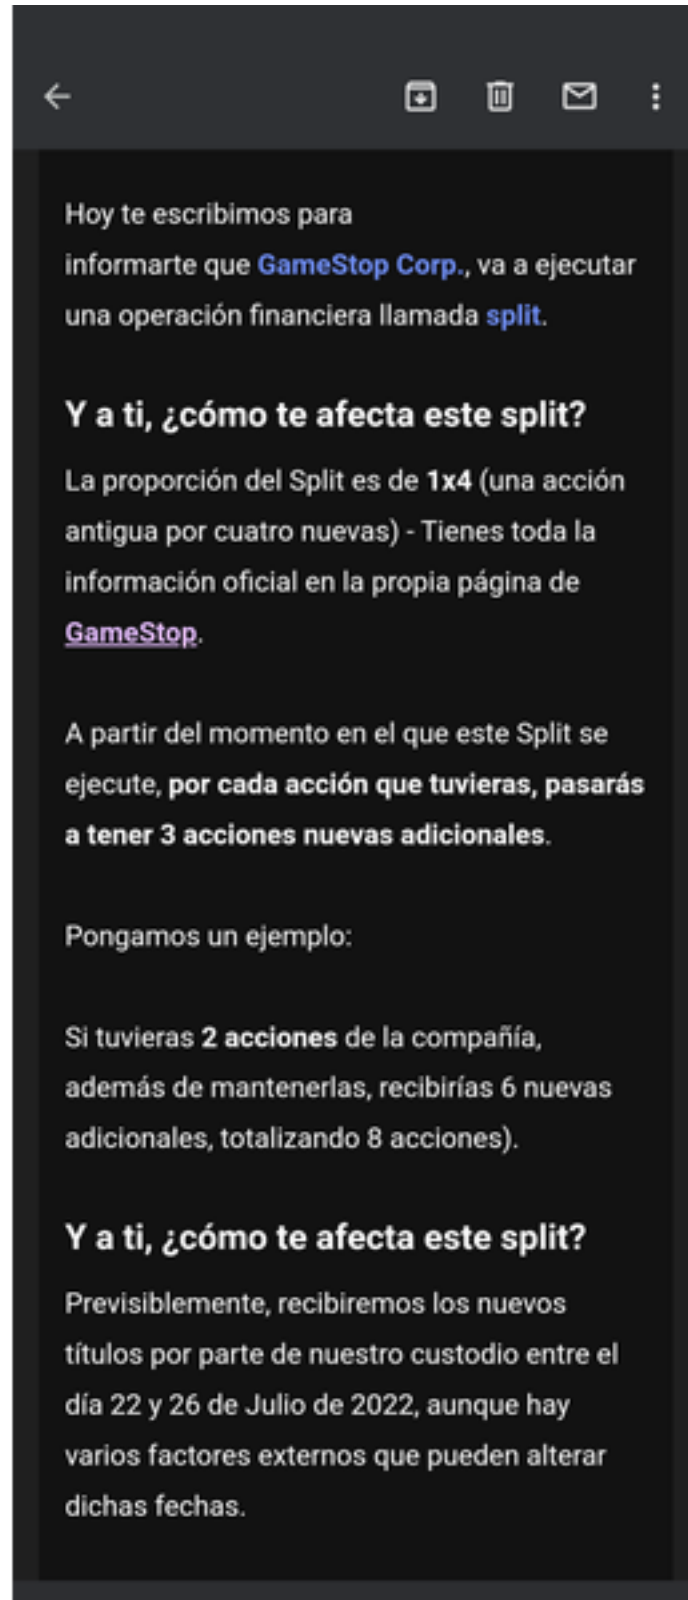 Hoy te escribimos para
informarte que GameStop Corp., va a ejecutar
una operación financiera llamada split.
Y a ti, ¿cómo te afecta este split?
La proporción del Split es de 1x4 (una acción
antigua por cuatro nuevas) - Tienes toda la
información oficial en la propia página de
GameStop.
A partir del momento en el que este Split se
ejecute, por cada acción que tuvieras, pasarás
a tener 3 acciones nuevas adicionales.
Pongamos un ejemplo:
Si tuvieras 2 acciones de la compañía,
además de mantenerlas, recibirías 6 nuevas
adicionales, totalizando 8 acciones).
Y a ti, ¿cómo te afecta este split?
Previsiblemente, recibiremos los nuevos
títulos por parte de nuestro custodio entre el
día 22 y 26 de Julio de 2022, aunque hay
varios factores externos que pueden alterar
dichas fechas.